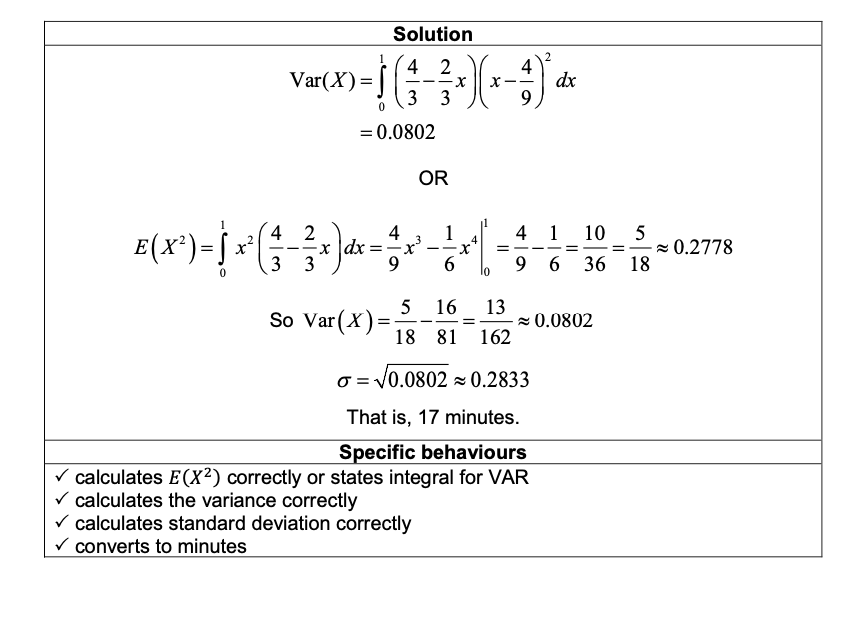 Solution
Var(X) = ∫₀¹ (4/3 − 2/3 x)(x − 4/9)² dx
= 0.0802
OR
E(X²) = ∫₀¹ x² (4/3 − 2/3 x) dx = 4/9 x³ − 1/6 x⁴ |₀¹ = 4/9 − 1/6 = 10/36 = 5/18 ≈ 0.2778
So Var(X) = 5/18 − 16/81 = 13/162 ≈ 0.0802
σ = √0.0802 ≈ 0.2833
That is, 17 minutes.
Specific behaviours
✓ calculates E(X²) correctly or states integral for VAR
✓ calculates the variance correctly
✓ calculates standard deviation correctly
✓ converts to minutes